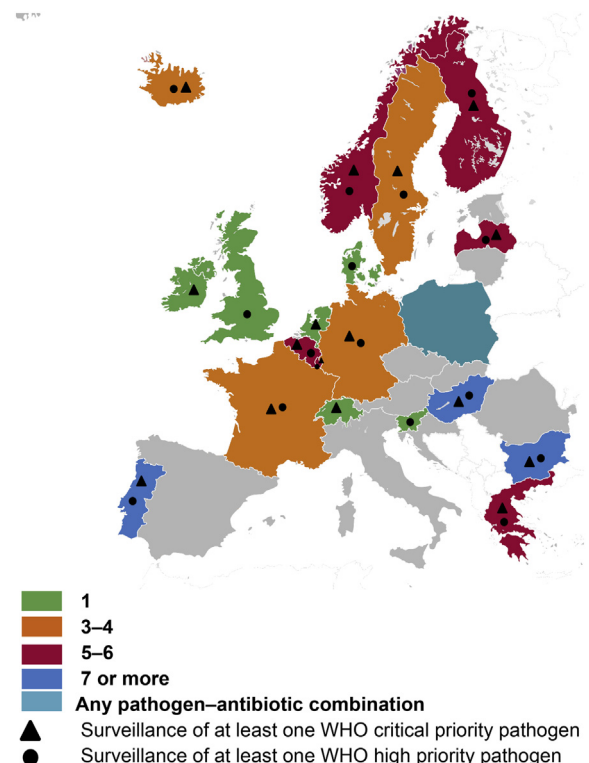 1
3–4
5–6
7 or more
Any pathogen–antibiotic combination
Surveillance of at least one WHO critical priority pathogen
Surveillance of at least one WHO high priority pathogen